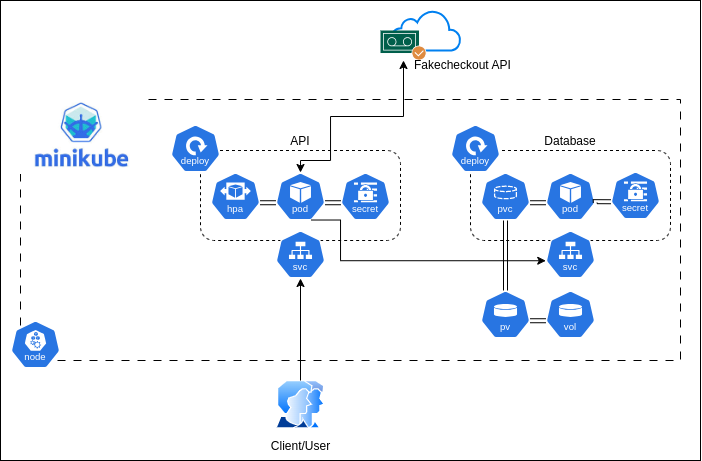 Fakecheckout API
minikube
API
Database
deploy
deploy
hpa
pod
secret
pvc
pod
secret
svc
svc
pv
vol
node
Client/User